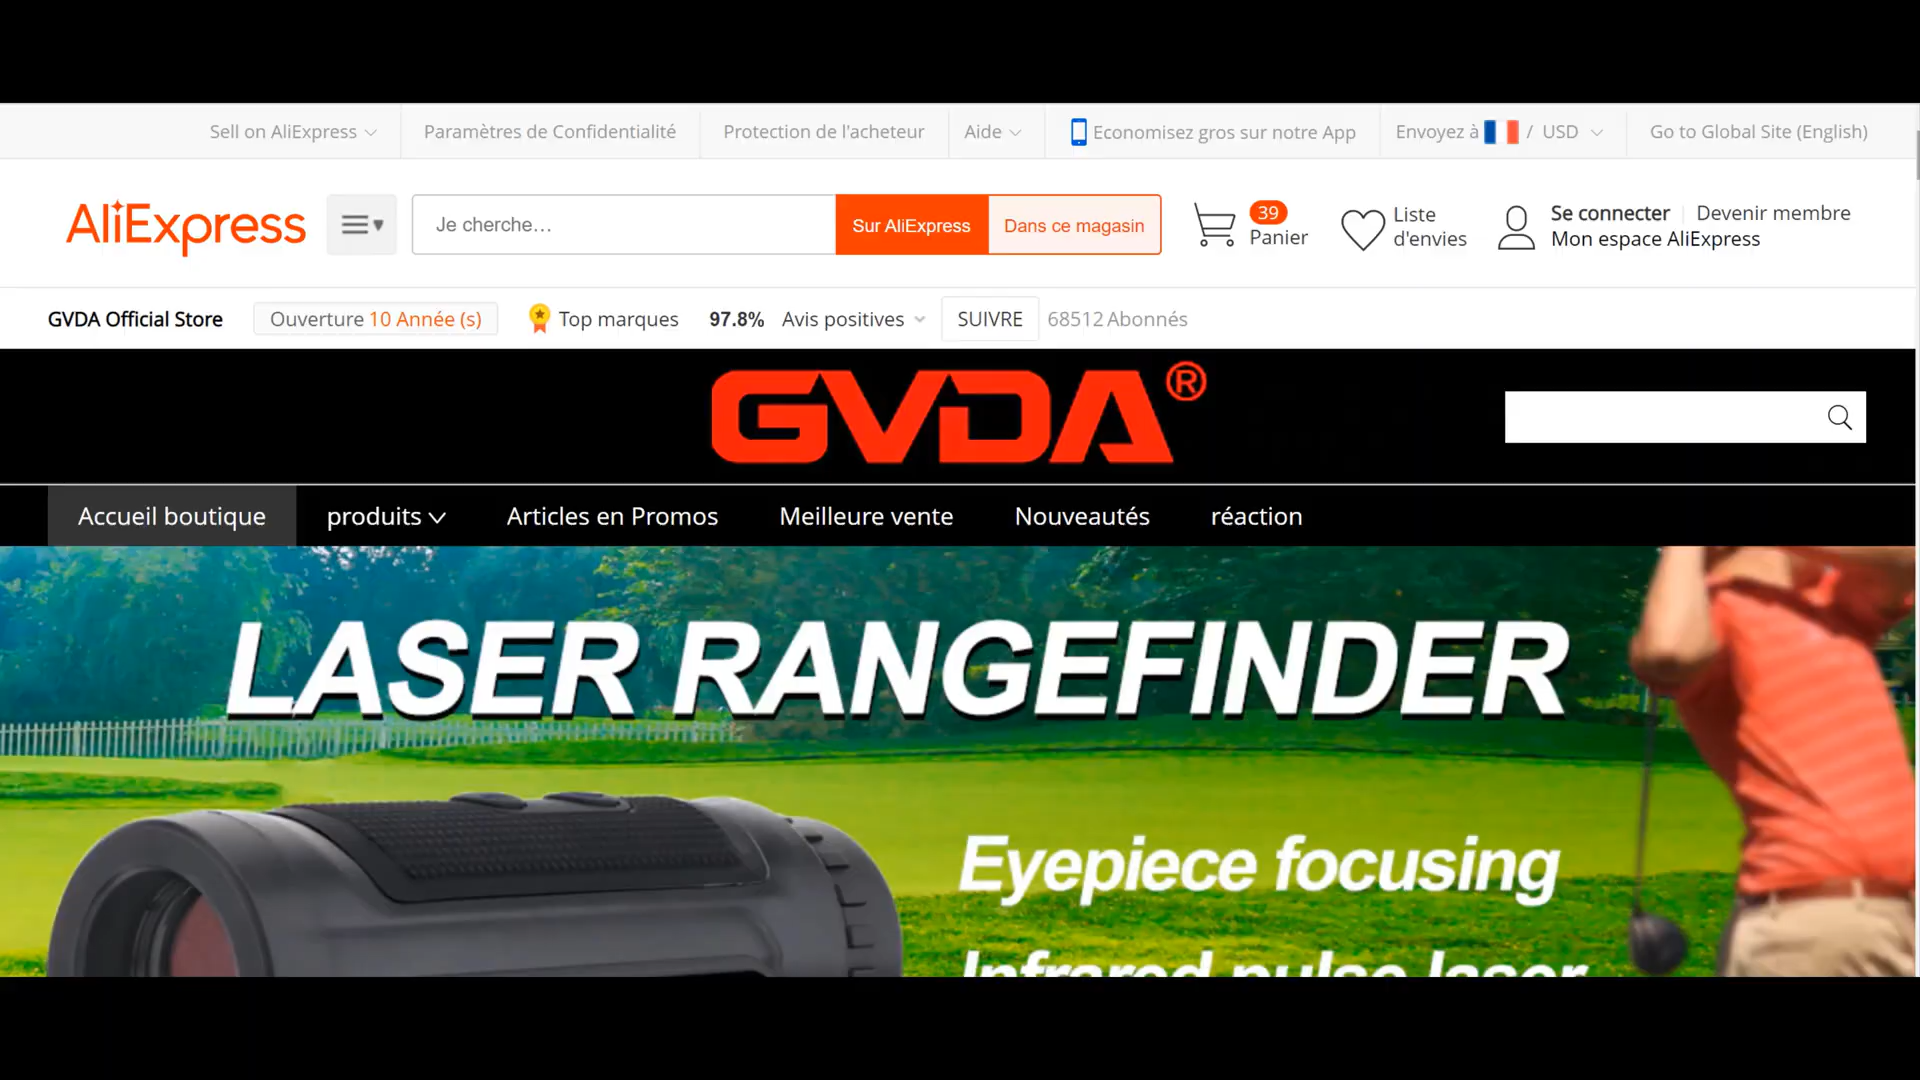 Sell on AliExpress
Paramètres de Confidentialité
Protection de l'acheteur
Aide
Economisez gros sur notre App
Envoyez à / USD
Go to Global Site (English)
AliExpress
Je cherche...
Sur AliExpress
Dans ce magasin
39
Panier
Liste
d'envies
Se connecter
Devenir membre
Mon espace AliExpress
GVDA Official Store
Ouverture 10 Année (s)
Top marques
97.8% Avis positives
SUIVRE
68512 Abonnés
GVDA®
Accueil boutique
produits
Articles en Promos
Meilleure vente
Nouveautés
réaction
LASER RANGEFINDER
Eyepiece focusing
Infrared pulse laser